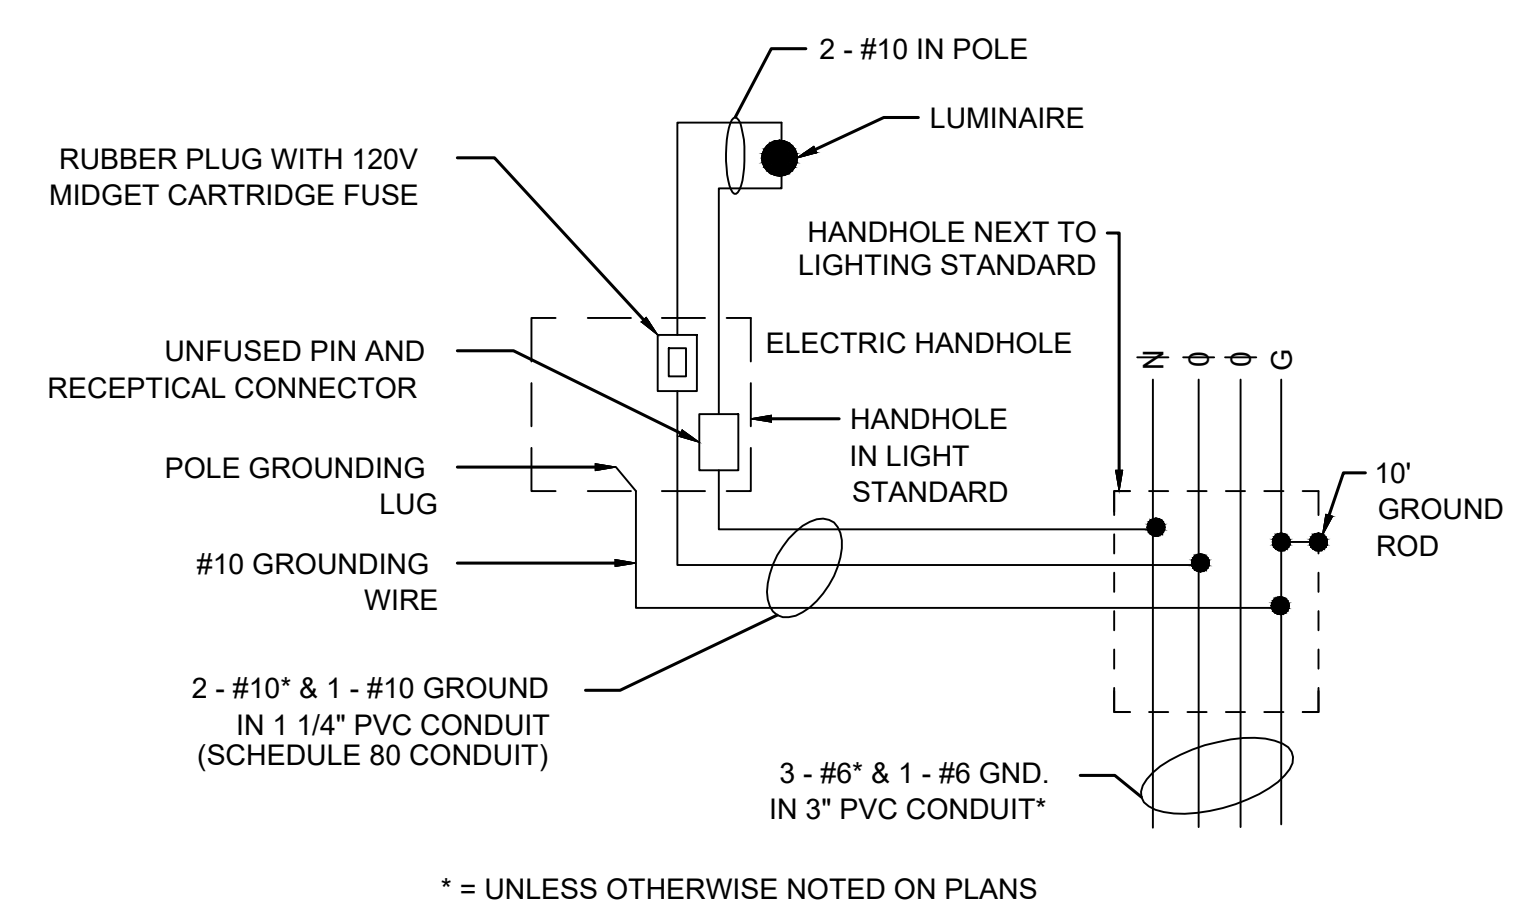 2 - #10 IN POLE
LUMINAIRE
RUBBER PLUG WITH 120V
MIDGET CARTRIDGE FUSE
HANDHOLE NEXT TO
LIGHTING STANDARD
ELECTRIC HANDHOLE
UNFUSED PIN AND
RECEPTICAL CONNECTOR
N ϕ ϕ G
HANDHOLE
IN LIGHT
STANDARD
POLE GROUNDING
LUG
10'
GROUND
ROD
#10 GROUNDING
WIRE
2 - #10* & 1 - #10 GROUND
IN 1 1/4" PVC CONDUIT
(SCHEDULE 80 CONDUIT)
3 - #6* & 1 - #6 GND.
IN 3" PVC CONDUIT*
* = UNLESS OTHERWISE NOTED ON PLANS